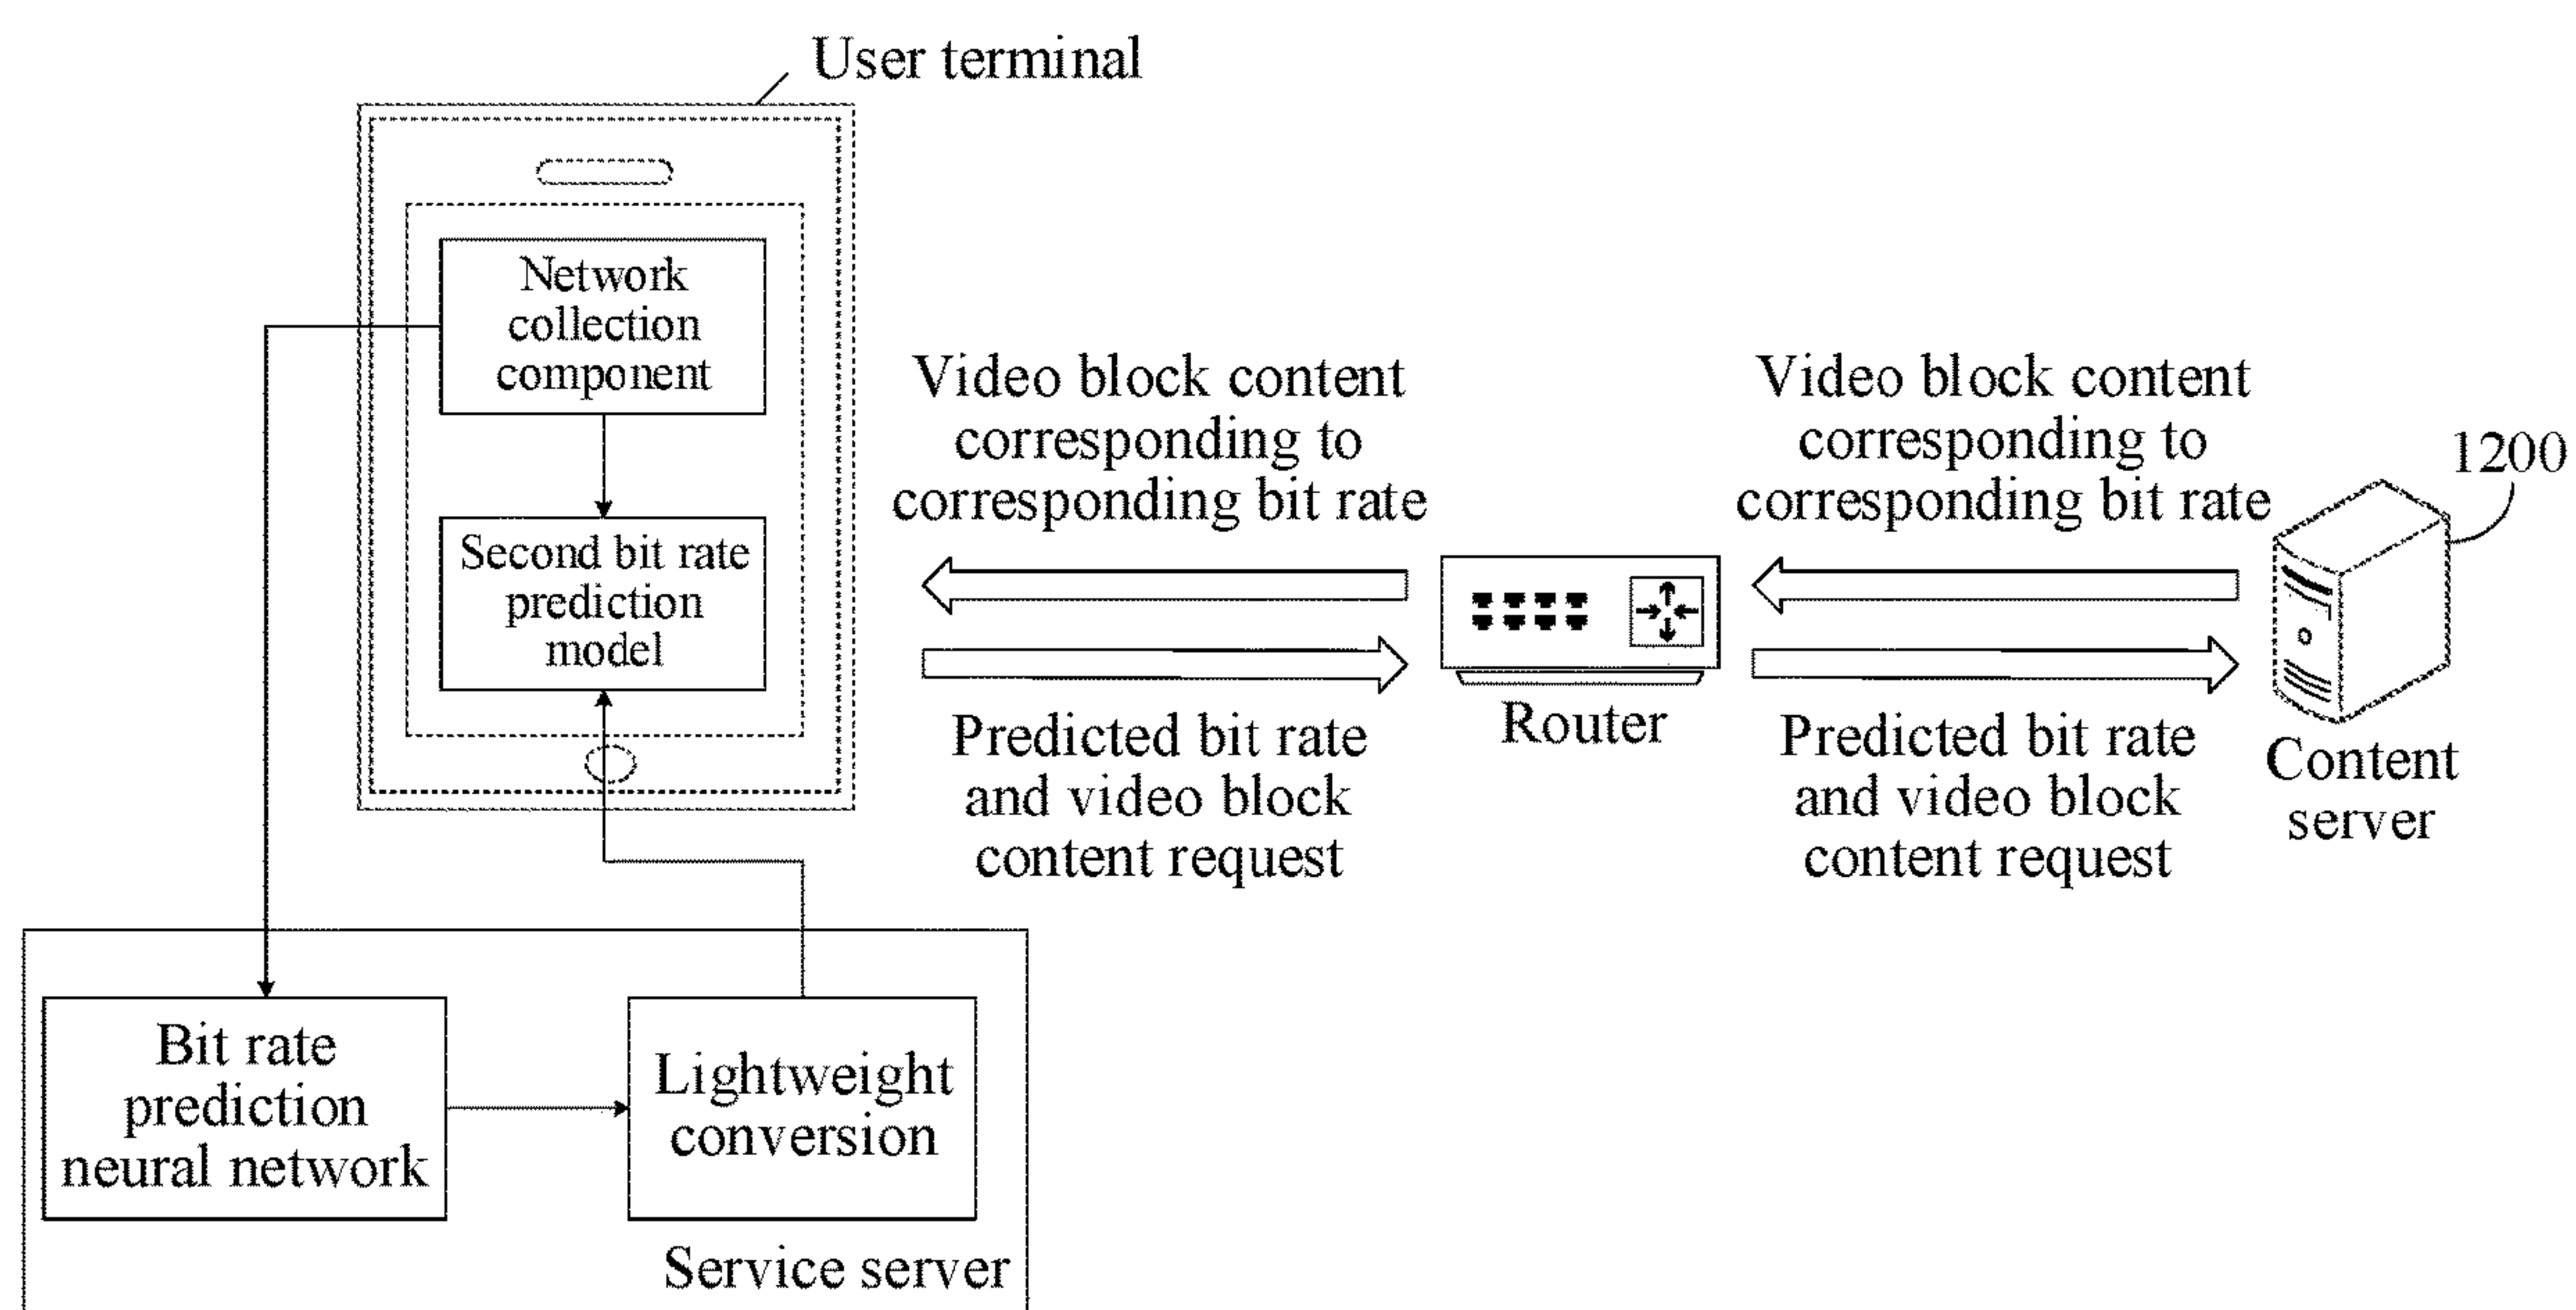 User terminal
Network
collection
component
Second bit rate
prediction
model
Video block content
corresponding to
corresponding bit rate
Predicted bit rate
and video block
content request
Router
Video block content
corresponding to
corresponding bit rate
Predicted bit rate
and video block
content request
1200
Content
server
Bit rate
prediction
neural network
Lightweight
conversion
Service server